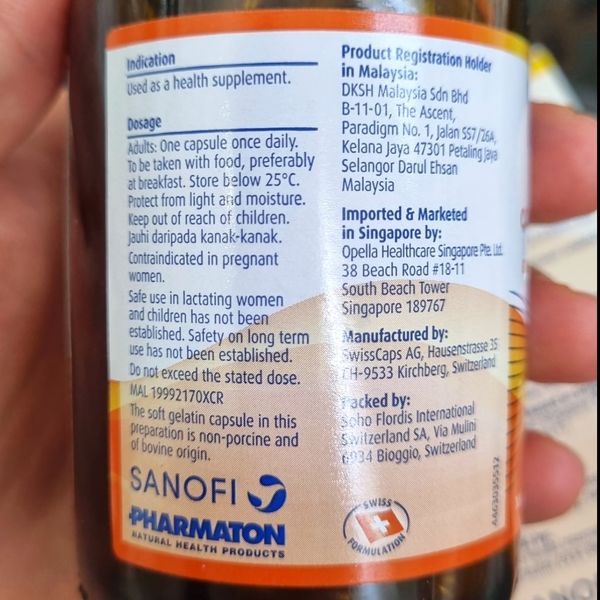 Indication
Used as a health supplement.
Dosage
Adults: One capsule once daily.
To be taken with food, preferably
at breakfast. Store below 25°C.
Protect from light and moisture.
Keep out of reach of children.
Jauhi daripada kanak-kanak.
Contraindicated in pregnant
women.
Safe use in lactating women
and children has not been
established. Safety on long term
use has not been established.
Do not exceed the stated dose.
MAL 19992170XCR
The soft gelatin capsule in this
preparation is non-porcine and
of bovine origin.
SANOFI
PHARMATON
NATURAL HEALTH PRODUCTS
Product Registration Holder
in Malaysia:
DKSH Malaysia Sdn Bhd
B-11-01, The Ascent,
Paradigm No. 1, Jalan SS7/26A,
Kelana Jaya 47301 Petaling Jaya
Selangor Darul Ehsan
Malaysia
Imported & Marketed
in Singapore by:
Opella Healthcare Singapore Pte. Ltd.
38 Beach Road #18-11
South Beach Tower
Singapore 189767
Manufactured by:
SwissCaps AG, Hausenstrasse 35
CH-9533 Kirchberg, Switzerland
Packed by:
Soho Flordis International
Switzerland SA, Via Mulini
6934 Bioggio, Switzerland
SWISS
FORMULATION